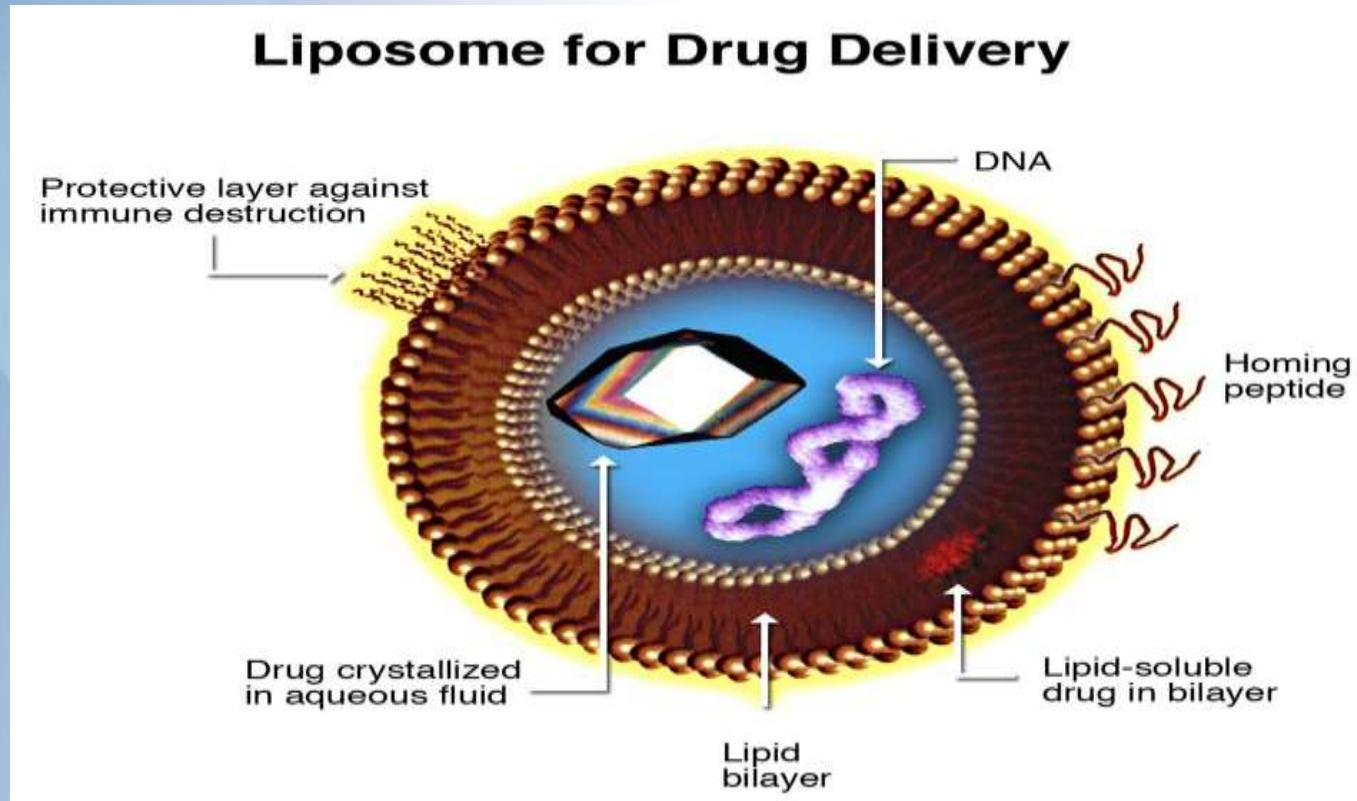 Liposome for Drug Delivery
Protective layer against
immune destruction
DNA
Homing
peptide
Drug crystallized
in aqueous fluid
Lipid
bilayer
Lipid-soluble
drug in bilayer